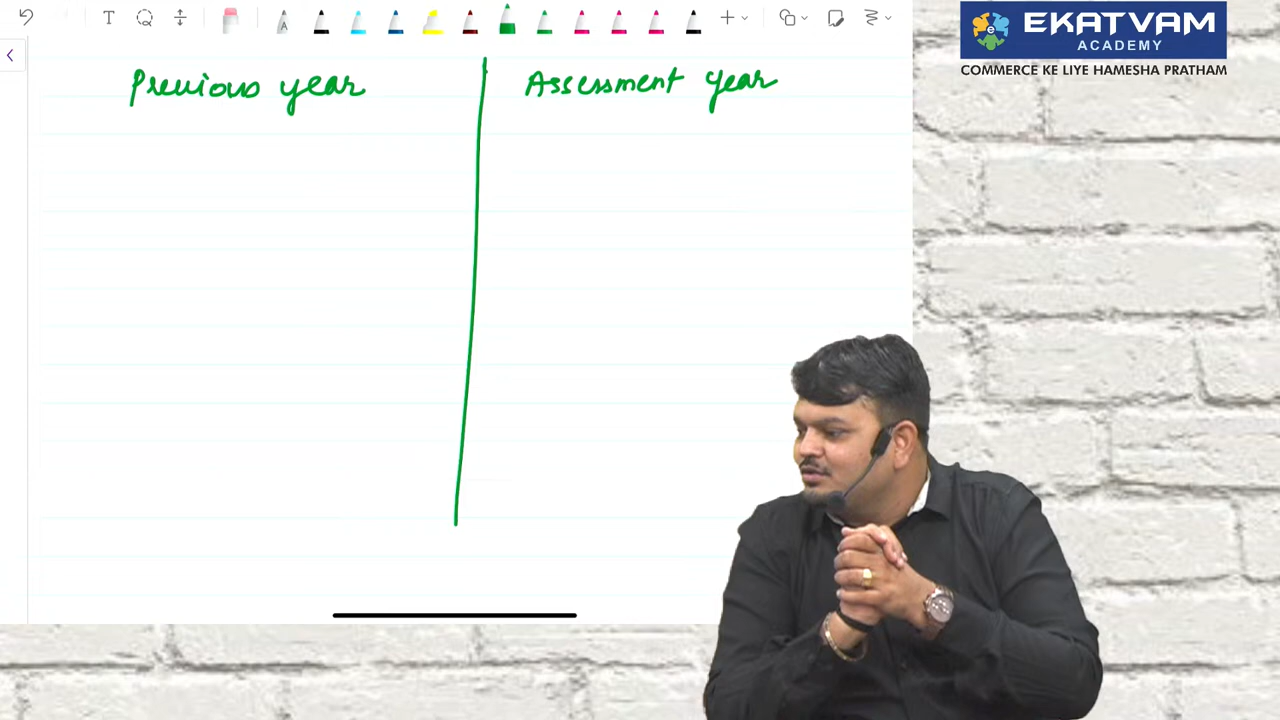 EKATVAM
ACADEMY
COMMERCE KE LIYE HAMESHA PRATHAM
Previous year
Assessment year